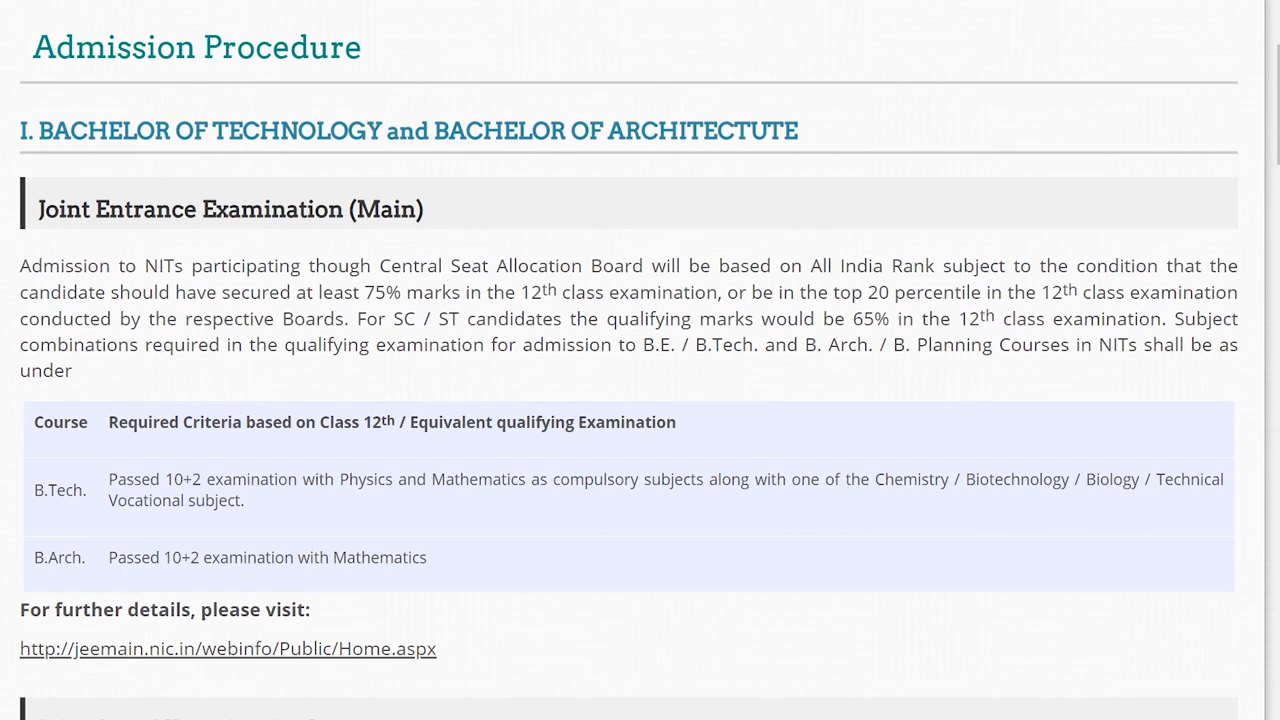 Admission Procedure
I. BACHELOR OF TECHNOLOGY and BACHELOR OF ARCHITECTUTE
Joint Entrance Examination (Main)
Admission to NITs participating though Central Seat Allocation Board will be based on All India Rank subject to the condition that the
candidate should have secured at least 75% marks in the 12th class examination, or be in the top 20 percentile in the 12th class examination
conducted by the respective Boards. For SC / ST candidates the qualifying marks would be 65% in the 12th class examination. Subject
combinations required in the qualifying examination for admission to B.E. / B.Tech. and B. Arch. / B. Planning Courses in NITs shall be as
under
Course Required Criteria based on Class 12th / Equivalent qualifying Examination
B.Tech. Passed 10+2 examination with Physics and Mathematics as compulsory subjects along with one of the Chemistry / Biotechnology / Biology / Technical
Vocational subject.
B.Arch. Passed 10+2 examination with Mathematics
For further details, please visit:
http://jeemain.nic.in/webinfo/Public/Home.aspx